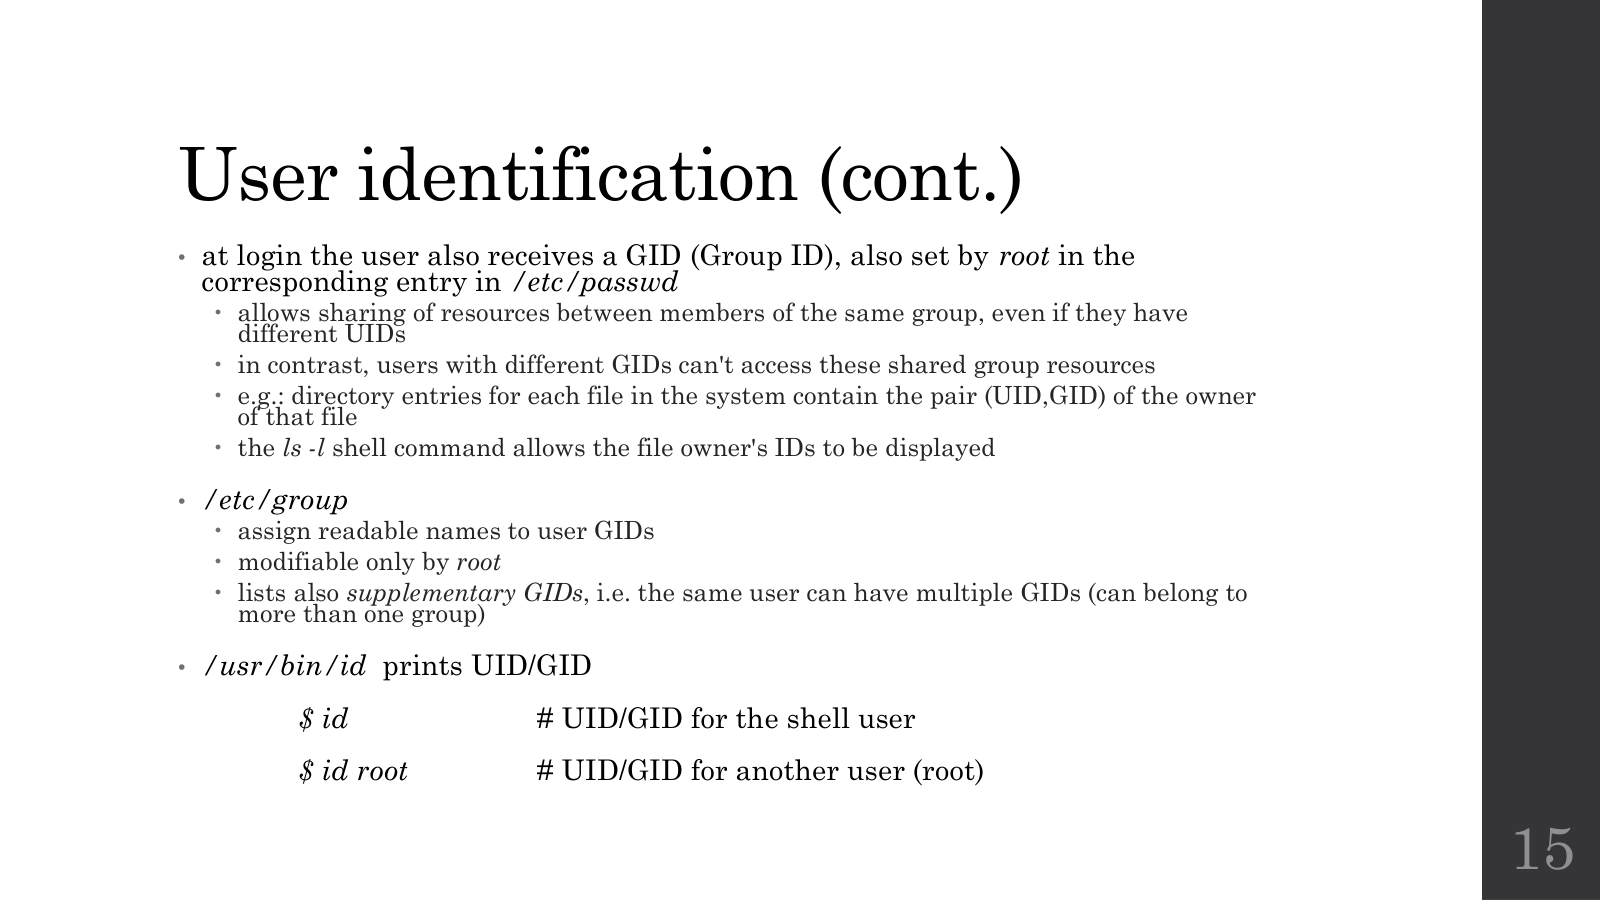 User identification (cont.)
• at login the user also receives a GID (Group ID), also set by root in the
corresponding entry in /etc/passwd
• allows sharing of resources between members of the same group, even if they have
different UIDs
• in contrast, users with different GIDs can't access these shared group resources
• e.g.: directory entries for each file in the system contain the pair (UID,GID) of the owner
of that file
• the ls -l shell command allows the file owner's IDs to be displayed
• /etc/group
• assign readable names to user GIDs
• modifiable only by root
• lists also supplementary GIDs, i.e. the same user can have multiple GIDs (can belong to
more than one group)
• /usr/bin/id prints UID/GID
$ id # UID/GID for the shell user
$ id root # UID/GID for another user (root)
15